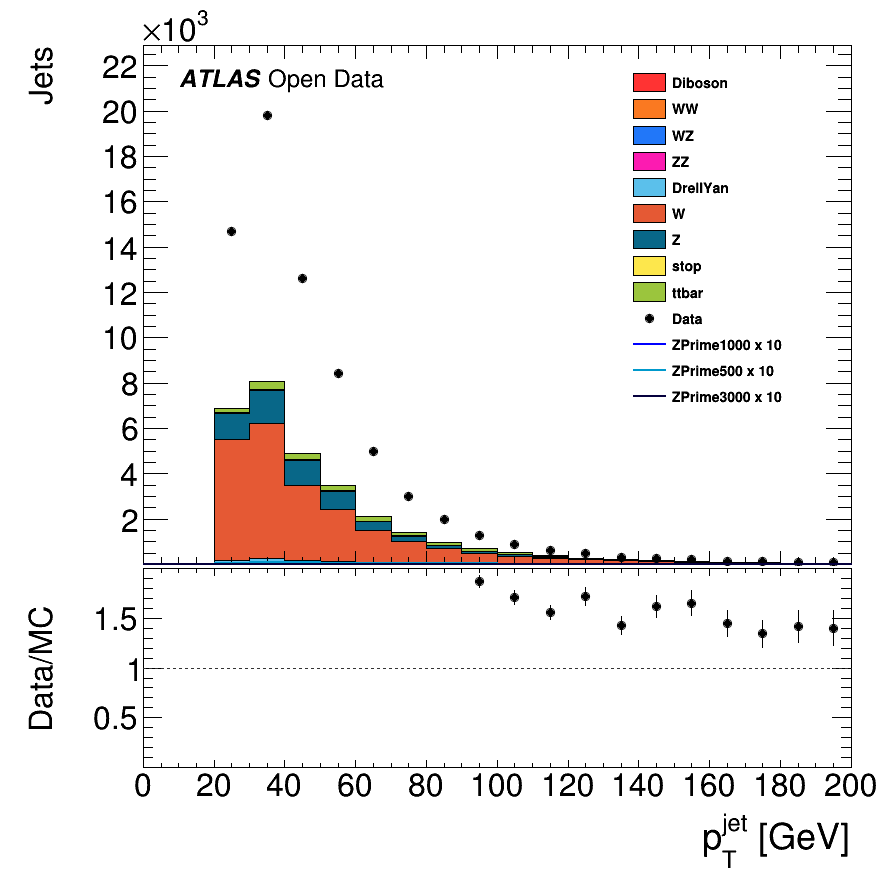 ×10³
Jets
22
20
18
16
14
12
10
8
6
4
2
ATLAS Open Data
Diboson
WW
WZ
ZZ
DrellYan
W
Z
stop
ttbar
Data
ZPrime1000 x 10
ZPrime500 x 10
ZPrime3000 x 10
Data/MC
1.5
1
0.5
0 20 40 60 80 100 120 140 160 180 200
p_T^jet [GeV]